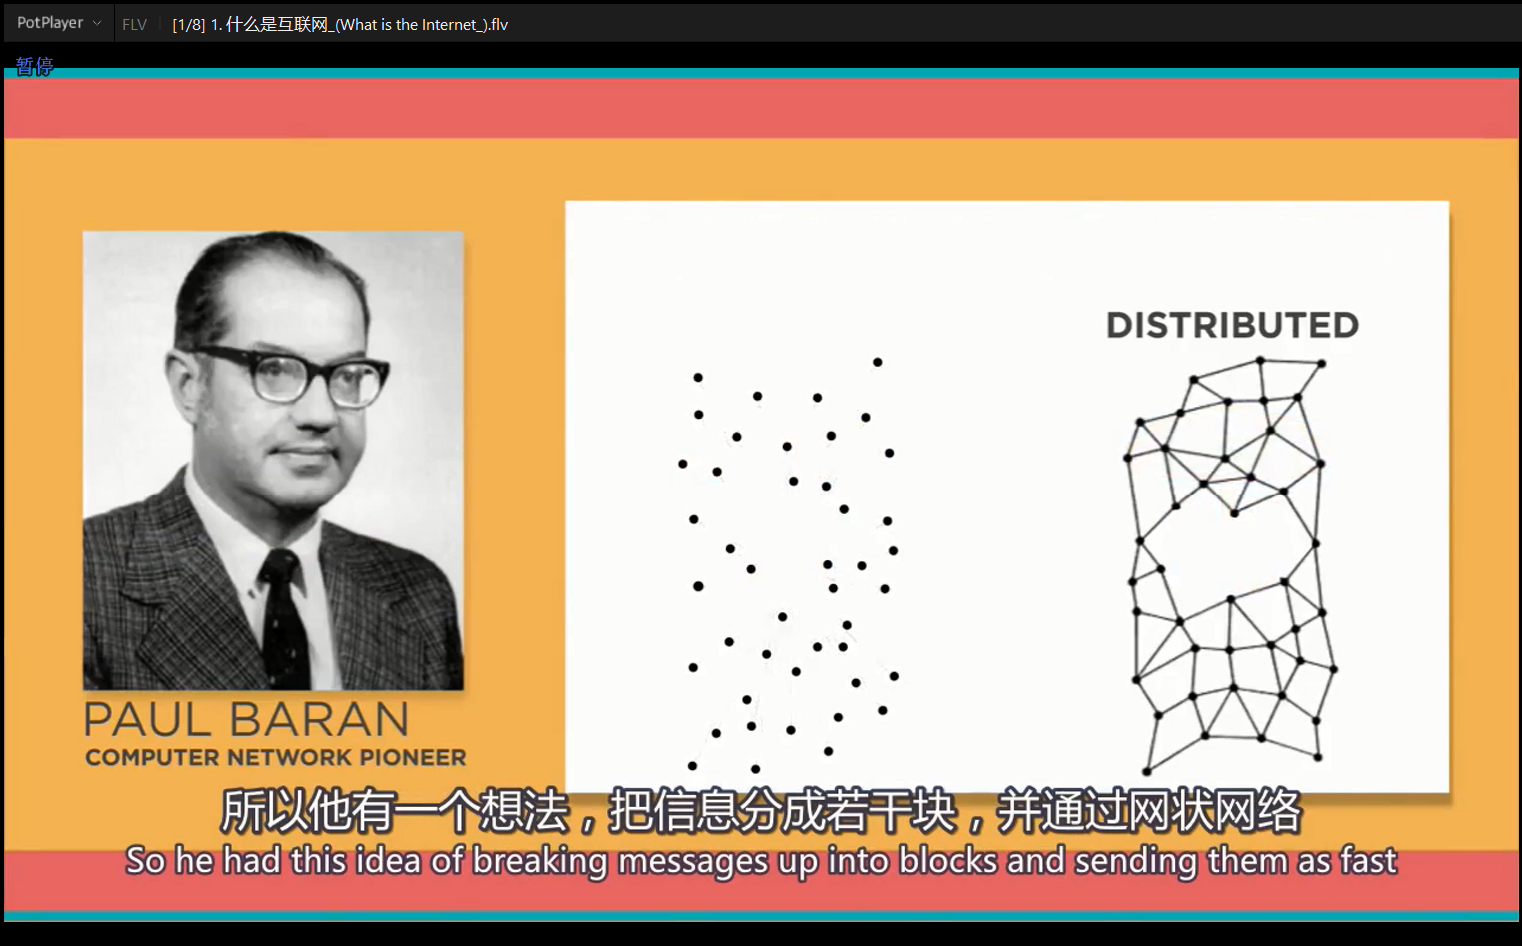 PotPlayer
FLV
[1/8] 1. 什么是互联网_(What is the Internet_).flv
暂停
DISTRIBUTED
PAUL BARAN
COMPUTER NETWORK PIONEER
所以他有一个想法，把信息分成若干块，并通过网状网络
So he had this idea of breaking messages up into blocks and sending them as fast